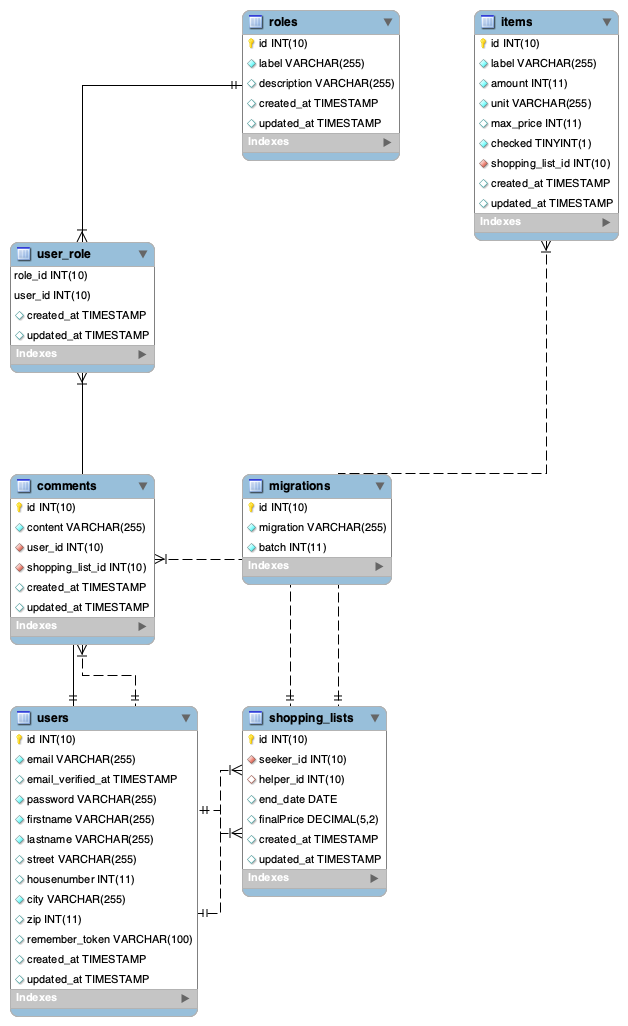 roles
id INT(10)
label VARCHAR(255)
description VARCHAR(255)
created_at TIMESTAMP
updated_at TIMESTAMP
Indexes
items
id INT(10)
label VARCHAR(255)
amount INT(11)
unit VARCHAR(255)
max_price INT(11)
checked TINYINT(1)
shopping_list_id INT(10)
created_at TIMESTAMP
updated_at TIMESTAMP
Indexes
user_role
role_id INT(10)
user_id INT(10)
created_at TIMESTAMP
updated_at TIMESTAMP
Indexes
comments
id INT(10)
content VARCHAR(255)
user_id INT(10)
shopping_list_id INT(10)
created_at TIMESTAMP
updated_at TIMESTAMP
Indexes
migrations
id INT(10)
migration VARCHAR(255)
batch INT(11)
Indexes
users
id INT(10)
email VARCHAR(255)
email_verified_at TIMESTAMP
password VARCHAR(255)
firstname VARCHAR(255)
lastname VARCHAR(255)
street VARCHAR(255)
housenumber INT(11)
city VARCHAR(255)
zip INT(11)
remember_token VARCHAR(100)
created_at TIMESTAMP
updated_at TIMESTAMP
Indexes
shopping_lists
id INT(10)
seeker_id INT(10)
helper_id INT(10)
end_date DATE
finalPrice DECIMAL(5,2)
created_at TIMESTAMP
updated_at TIMESTAMP
Indexes